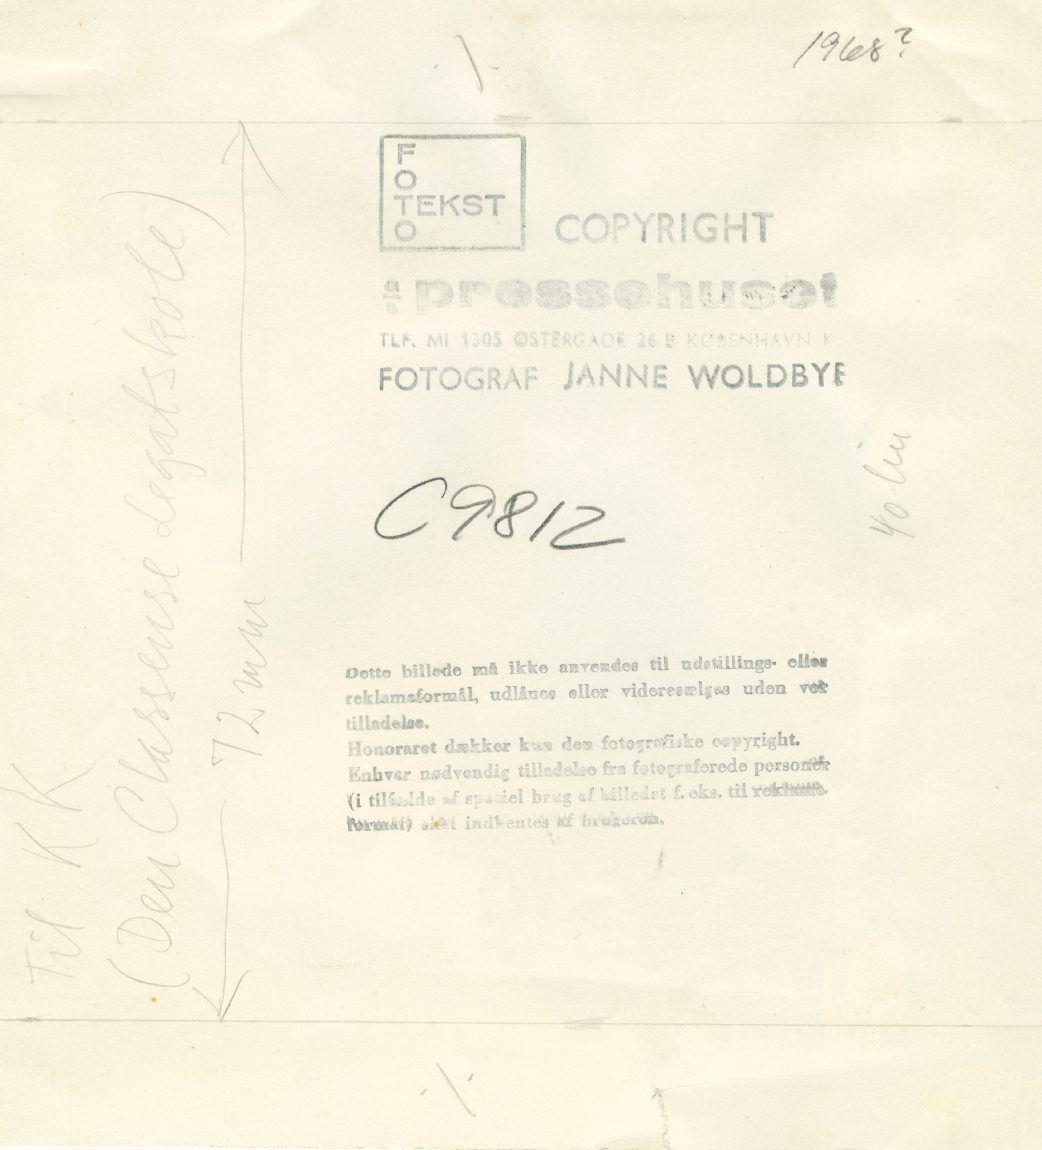 1968?
FOTO
TEKST
COPYRIGHT
a/s pressehuset
TLF. MI 1305 ØSTERGADE 26 B KØBENHAVN K
FOTOGRAF JANNE WOLDBYE
C9812
40 lin
Dette billede må ikke anvendes til udstillings- eller
reklameformål, udlånes eller videresælges uden vor
tilladelse.
Honoraret dækker kun den fotografiske copyright.
Enhver nødvendig tilladelse fra fotograferede personer
(i tilfælde af speciel brug af billedet f. eks. til reklame-
formål) skal indhentes af brukeren.
Til KK
(Den Classenske Legatskole)
72 mm